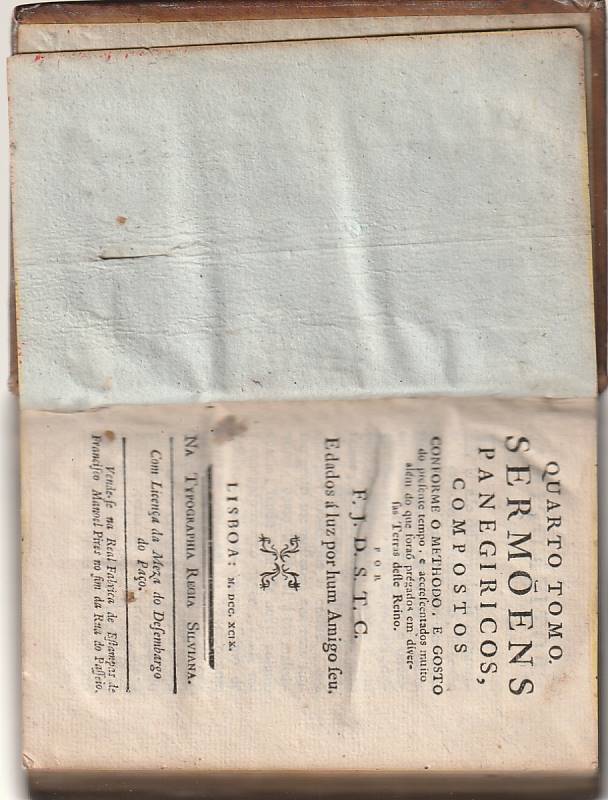 QUARTO TOMO.
SERMÕENS
PANEGIRICOS,
COMPOSTOS
CONFORME O METHODO, E GOSTO
do presente tempo, e accrescentados muito
além do que foraõ prégados em diver-
sas Terras deste Reino.
POR
F. J. D. S. T. C.
E dados á luz por hum Amigo seu.
LISBOA: M. DCC. XCIX.
NA TYPOGRAPHIA REGIA SILVIANA.
Com Licença da Meza do Desembargo
do Paço.
Vende-se na Real Fabrica de Estampas de
Francisco Manoel Pires no fim da Rua do Passeio.